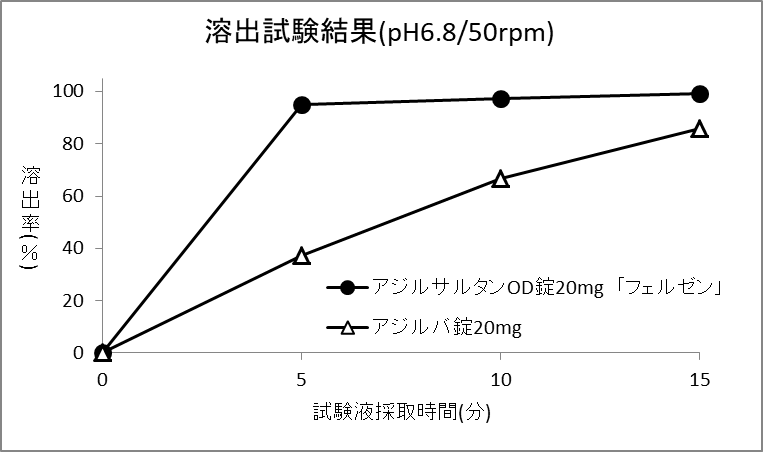 溶出試験結果(pH6.8/50rpm)
100
80
60
40
20
0
溶出率(%)
アジルサルタンOD錠20mg「フェルゼン」
アジルバ錠20mg
0 5 10 15
試験液採取時間(分)